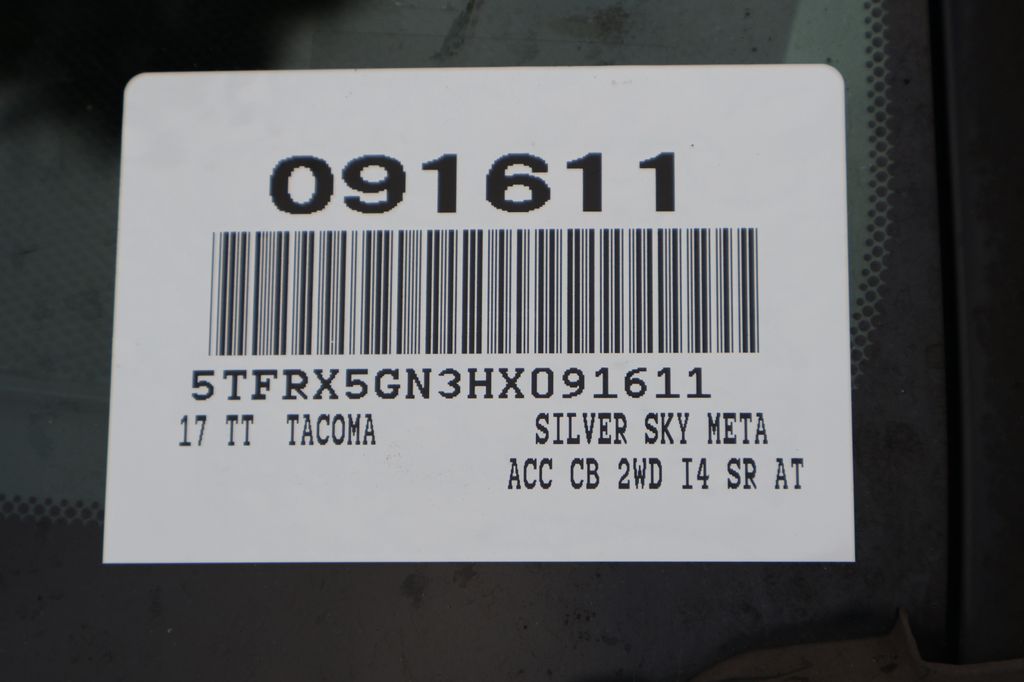 091611
5TFRX5GN3HX091611
17 TT TACOMA SILVER SKY META
ACC CB 2WD I4 SR AT